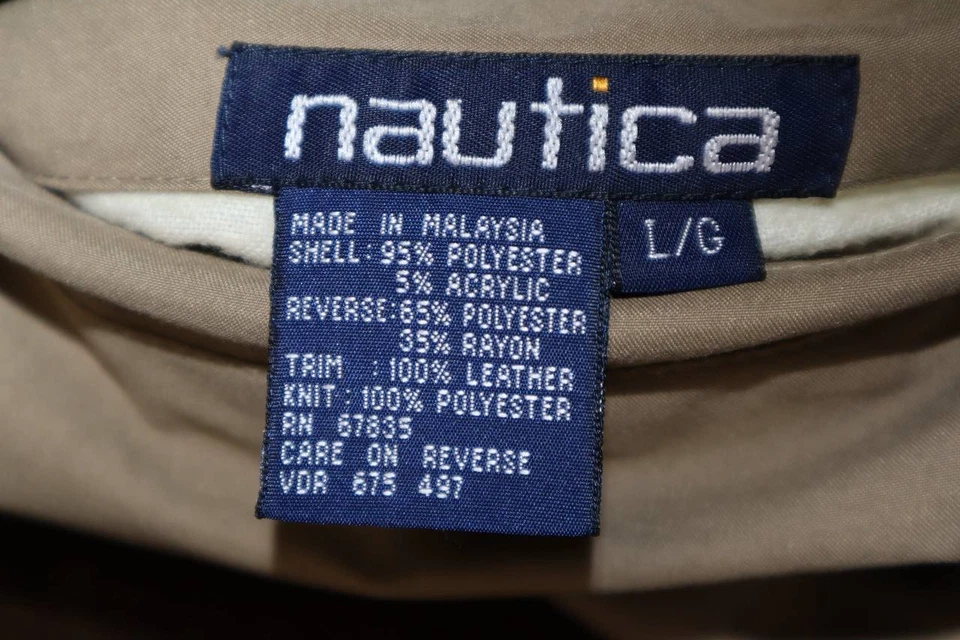 nautica
L/G
MADE IN MALAYSIA
SHELL: 95% POLYESTER
5% ACRYLIC
REVERSE: 65% POLYESTER
35% RAYON
TRIM : 100% LEATHER
KNIT : 100% POLYESTER
RN 67835
CARE ON REVERSE
VDR 675 497